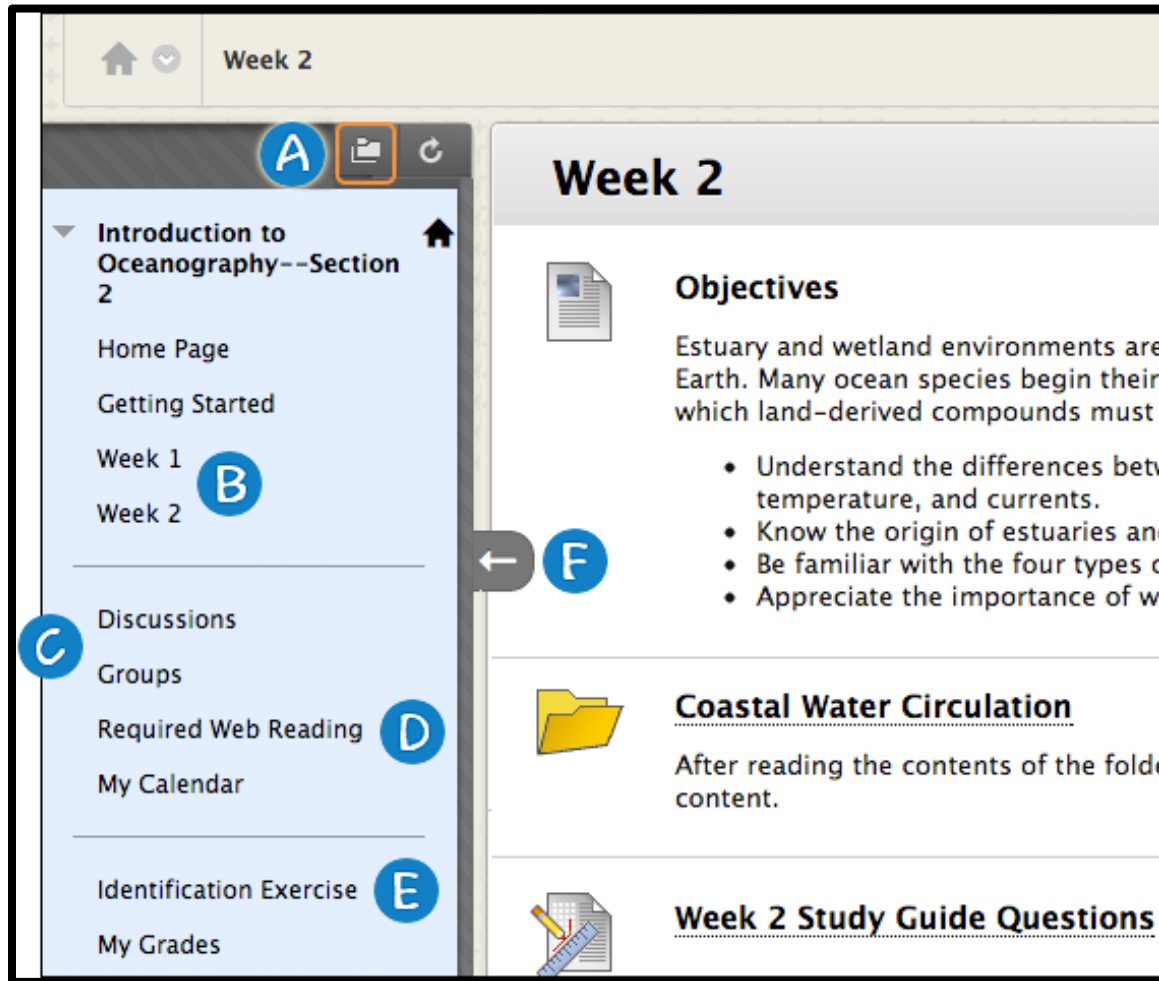 Week 2
A
Introduction to
Oceanography--Section
2
Home Page
Getting Started
Week 1
B
Week 2
C
Discussions
Groups
Required Web Reading
D
My Calendar
Identification Exercise
E
My Grades
F
Week 2
Objectives
Estuary and wetland environments are
Earth. Many ocean species begin their
which land-derived compounds must
• Understand the differences betw
temperature, and currents.
• Know the origin of estuaries an
• Be familiar with the four types
• Appreciate the importance of w
Coastal Water Circulation
After reading the contents of the folde
content.
Week 2 Study Guide Questions